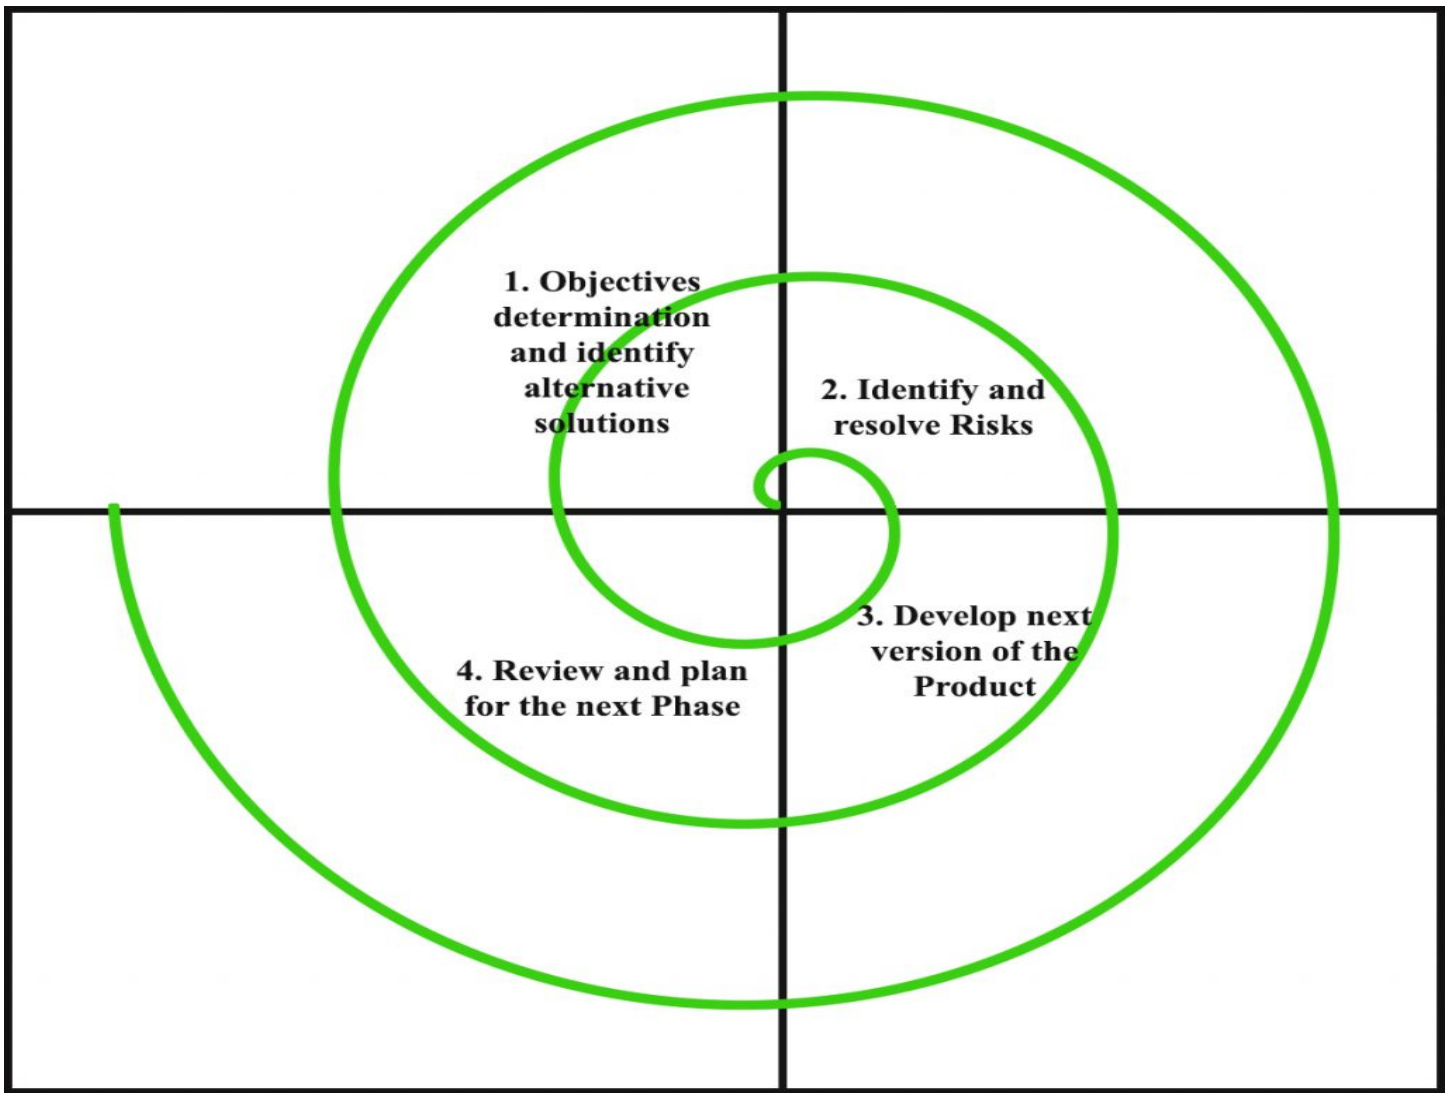 1. Objectives
determination
and identify
alternative
solutions
2. Identify and
resolve Risks
3. Develop next
version of the
Product
4. Review and plan
for the next Phase